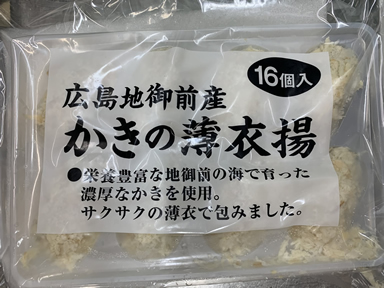 16個入
広島地御前産
かきの薄衣揚
●栄養豊富な地御前の海で育った
濃厚なかきを使用。
サクサクの薄衣で包みました。